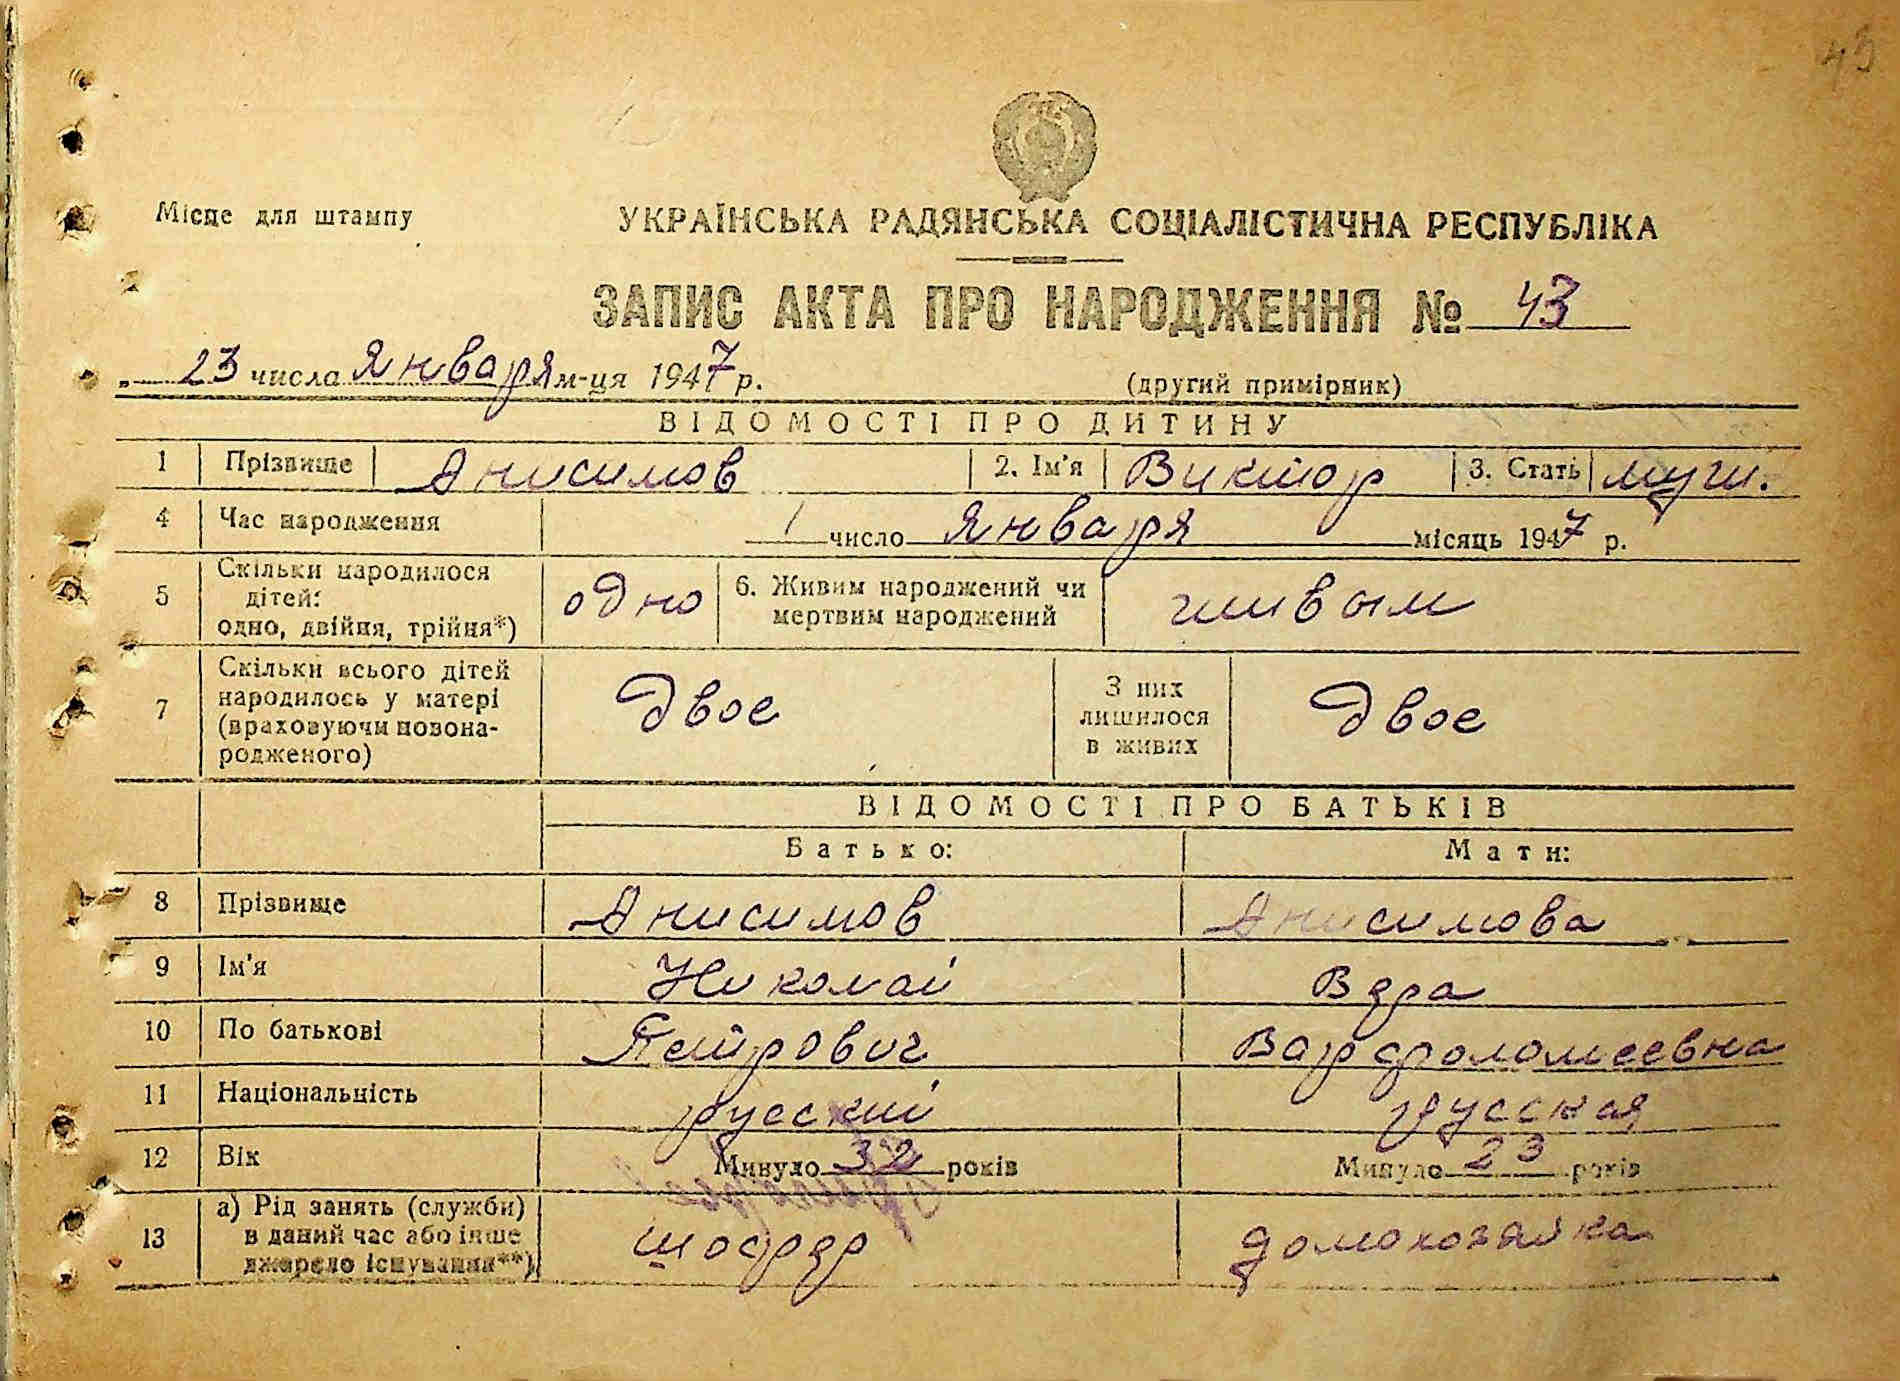 43
Місце для штампу
УКРАЇНСЬКА РАДЯНСЬКА СОЦІАЛІСТИЧНА РЕСПУБЛІКА
ЗАПИС АКТА ПРО НАРОДЖЕННЯ № 43
„ 23 числа Января м-ця 1947 р.
(другий примірник)
ВІДОМОСТІ ПРО ДИТИНУ
1 Прізвище Анисимов 2. Ім'я Виктор 3. Стать муж.
4 Час народження 1 число Января місяць 1947 р.
5 Скільки народилося дітей: одно, двійня, трійня*) одно 6. Живим народжений чи мертвим народжений живым
7 Скільки всього дітей народилось у матері (враховуючи новонародженого) Двое З них лишилося в живих Двое
ВІДОМОСТІ ПРО БАТЬКІВ
Батько: Мати:
8 Прізвище Анисимов Анисимова
9 Ім'я Николай Вера
10 По батькові Петрович Варфоломеевна
11 Національність русский русская
12 Вік Минуло 32 років Минуло 23 років
13 а) Рід занять (служби) в даний час або інше джерело існування**) шофер домохозяйка